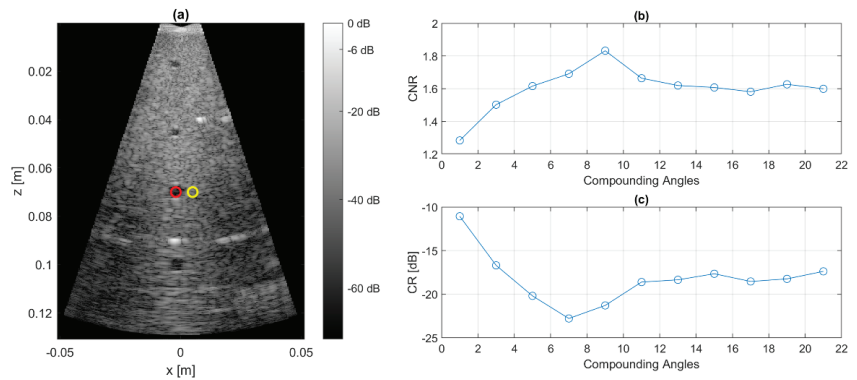 (a)
0.02
0.04
0.06
0.08
0.1
0.12
z [m]
-0.05
0
0.05
x [m]
0 dB
-6 dB
-20 dB
-40 dB
-60 dB
(b)
2
1.8
1.6
1.4
1.2
CNR
0 2 4 6 8 10 12 14 16 18 20 22
Compounding Angles
(c)
-10
-15
-20
-25
CR [dB]
0 2 4 6 8 10 12 14 16 18 20 22
Compounding Angles